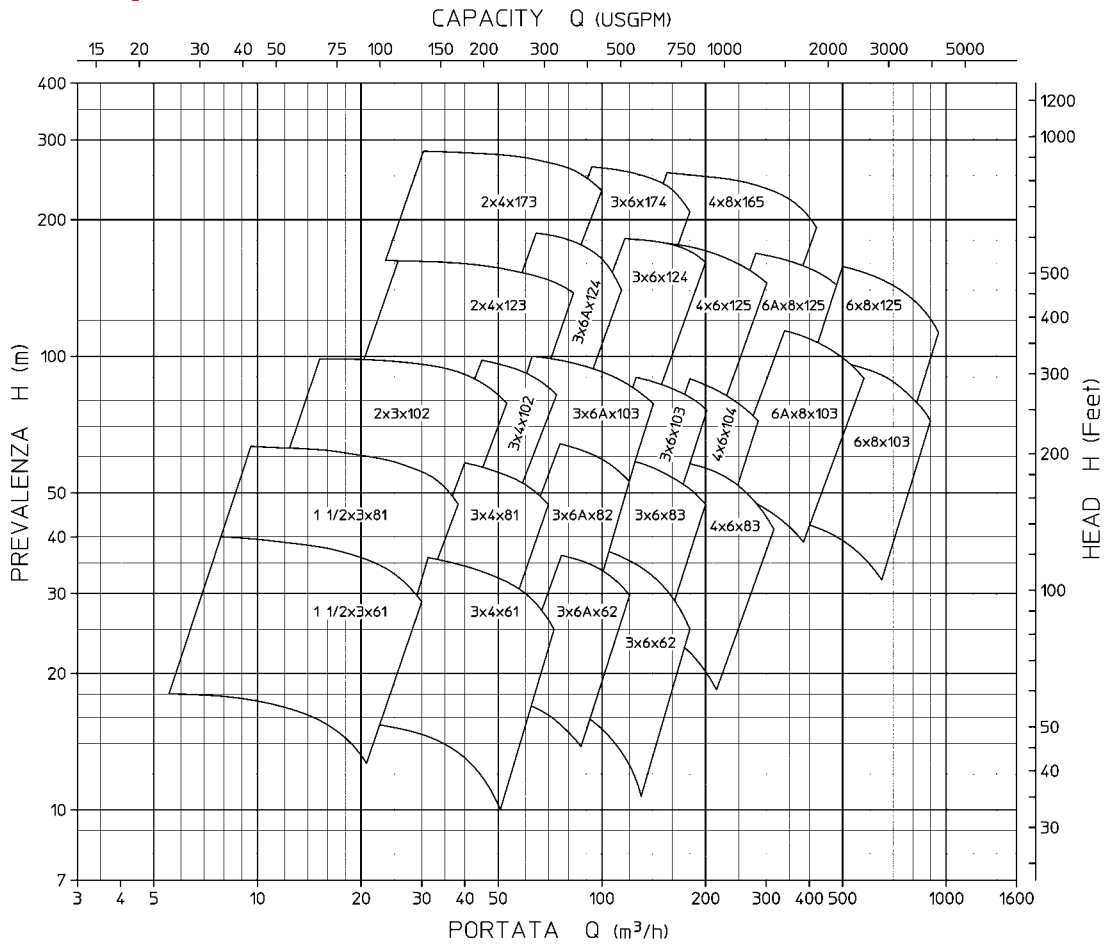 CAPACITY Q (USGPM)
15 25 30 40 50 75 100 150 200 300 500 750 1000 2000 3000 5000
400
300
200
100
50
40
30
20
10
7
PREVALENZA H (m)
1200
1000
500
400
300
200
100
50
40
30
HEAD H (Feet)
2x4x173
3x6x174
4x8x165
2x4x123
3x6Ax124
3x6x124
4x6x125
6Ax8x125
6x8x125
2x3x102
3x4x102
3x6Ax103
3x6x103
4x6x104
6Ax8x103
6x8x103
1 1/2x3x81
3x4x81
3x6Ax82
3x6x83
4x6x83
1 1/2x3x61
3x4x61
3x6Ax62
3x6x62
3 4 5 10 20 30 40 50 100 200 300 400 500 1000 1600
PORTATA Q (m³/h)